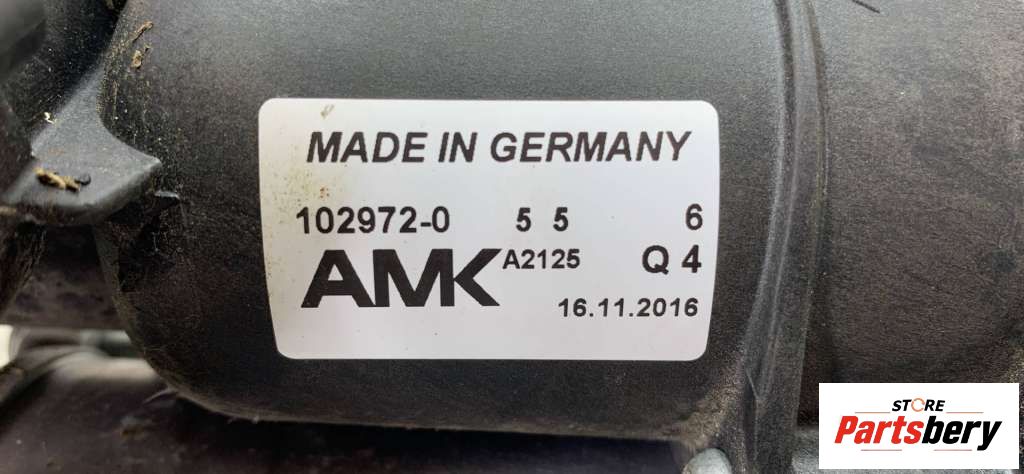 MADE IN GERMANY
102972-0 5 5 6
AMK A2125 Q 4
16.11.2016
STORE
Partsbery